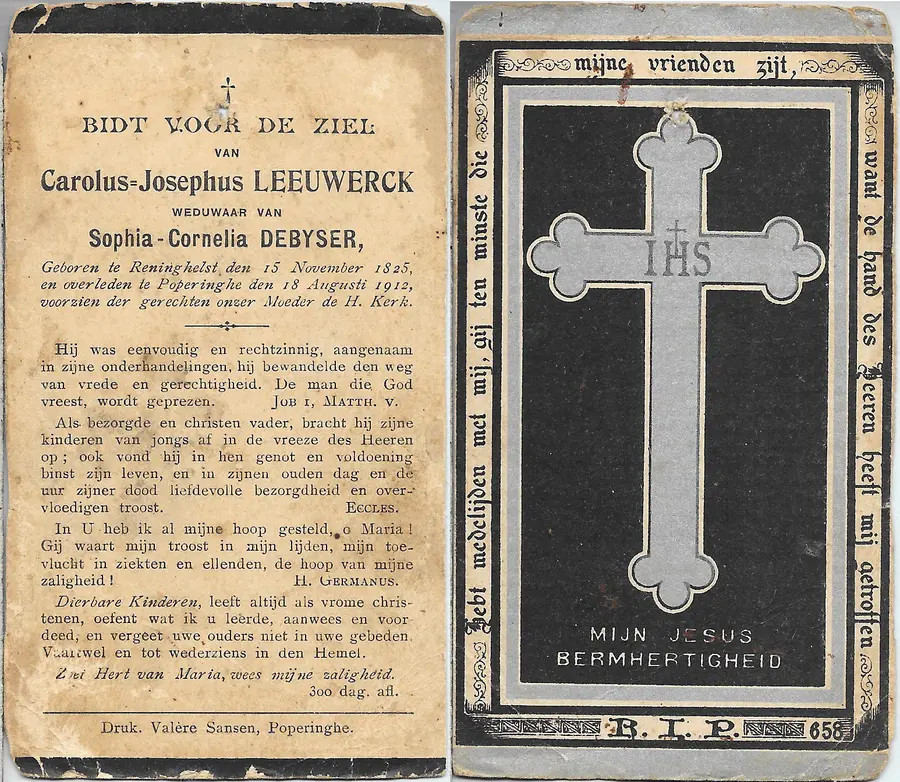 BIDT VOOR DE ZIEL
VAN
Carolus=Josephus LEEUWERCK
WEDUWAAR VAN
Sophia-Cornelia DEBYSER,
Geboren te Reninghelst den 15 November 1825,
en overleden te Poperinghe den 18 Augusti 1912,
voorzien der gerechten onzer Moeder de H. Kerk.
Hij was eenvoudig en rechtzinnig, aangenaam
in zijne onderhandelingen, hij bewandelde den weg
van vrede en gerechtigheid. De man die God
vreest, wordt geprezen. JOB I, MATTH. V.
Als bezorgde en christen vader, bracht hij zijne
kinderen van jongs af in de vreeze des Heeren
op ; ook vond hij in hen genot en voldoening
binst zijn leven, en in zijnen ouden dag en de
uur zijner dood liefdevolle bezorgdheid en over-
vloedigen troost. ECCLES.
In U heb ik al mijne hoop gesteld, o Maria !
Gij waart mijn troost in mijn lijden, mijn toe-
vlucht in ziekten en ellenden, de hoop van mijne
zaligheid ! H. GERMANUS.
Dierbare Kinderen, leeft altijd als vrome chris-
tenen, oefent wat ik u leerde, aanwees en voor
deed, en vergeet uwe ouders niet in uwe gebeden.
Vaartwel en tot wederziens in den Hemel.
Zoet Hert van Maria, wees mijne zaligheid.
300 dag. afl.
Druk. Valère Sansen, Poperinghe.
Hebt medelijden met mij, gij ten minste die
mijne vrienden zijt,
want de hand des Heeren heeft mij getroffen
IHS
MIJN JESUS
BERMHERTIGHEID
R. I. P.
658